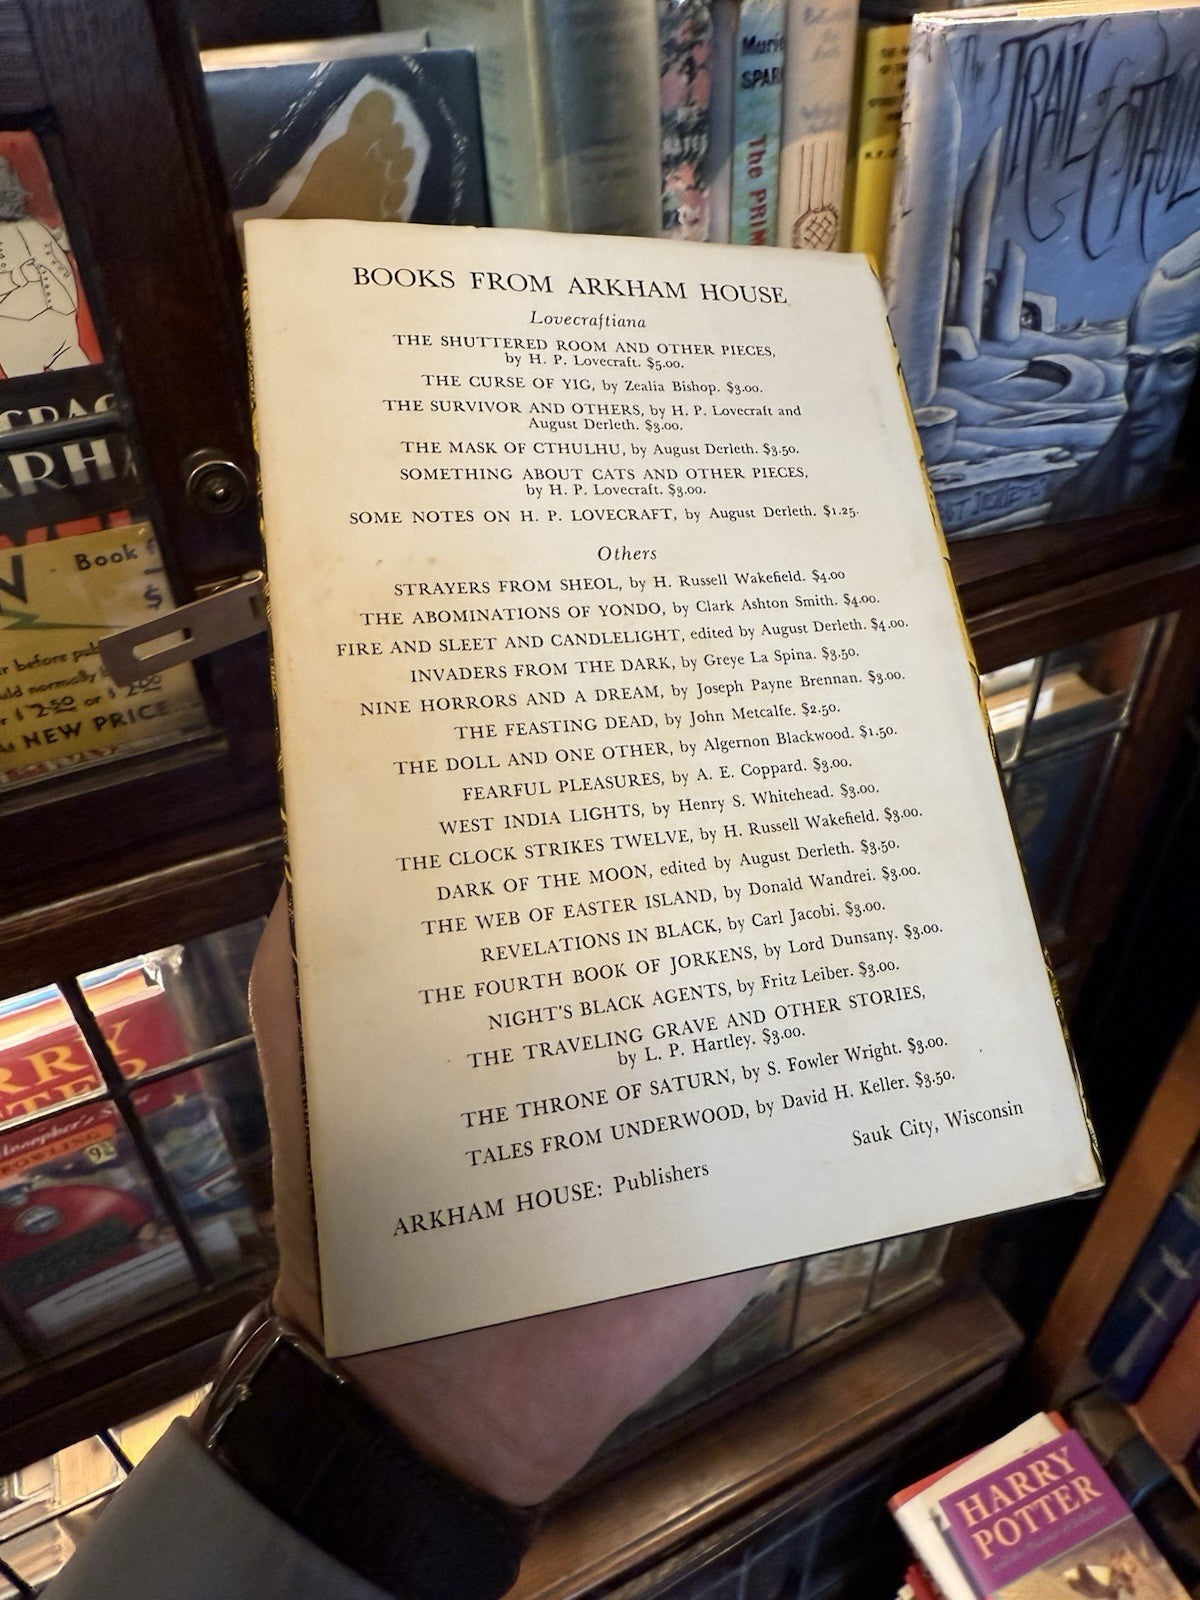 BOOKS FROM ARKHAM HOUSE
Lovecraftiana
THE SHUTTERED ROOM AND OTHER PIECES,
by H. P. Lovecraft. $5.00.
THE CURSE OF YIG, by Zealia Bishop. $3.00.
THE SURVIVOR AND OTHERS, by H. P. Lovecraft and
August Derleth. $3.00.
THE MASK OF CTHULHU, by August Derleth. $3.50.
SOMETHING ABOUT CATS AND OTHER PIECES,
by H. P. Lovecraft. $3.00.
SOME NOTES ON H. P. LOVECRAFT, by August Derleth. $1.25.
Others
STRAYERS FROM SHEOL, by H. Russell Wakefield. $4.00
THE ABOMINATIONS OF YONDO, by Clark Ashton Smith. $4.00.
FIRE AND SLEET AND CANDLELIGHT, edited by August Derleth. $4.00.
INVADERS FROM THE DARK, by Greye La Spina. $3.50.
NINE HORRORS AND A DREAM, by Joseph Payne Brennan. $3.00.
THE FEASTING DEAD, by John Metcalfe. $2.50.
THE DOLL AND ONE OTHER, by Algernon Blackwood. $1.50.
FEARFUL PLEASURES, by A. E. Coppard. $3.00.
WEST INDIA LIGHTS, by Henry S. Whitehead. $3.00.
THE CLOCK STRIKES TWELVE, by H. Russell Wakefield. $3.00.
DARK OF THE MOON, edited by August Derleth. $3.50.
THE WEB OF EASTER ISLAND, by Donald Wandrei. $3.00.
REVELATIONS IN BLACK, by Carl Jacobi. $3.00.
THE FOURTH BOOK OF JORKENS, by Lord Dunsany. $3.00.
NIGHT'S BLACK AGENTS, by Fritz Leiber. $3.00.
THE TRAVELING GRAVE AND OTHER STORIES,
by L. P. Hartley. $3.00.
THE THRONE OF SATURN, by S. Fowler Wright. $3.00.
TALES FROM UNDERWOOD, by David H. Keller. $3.50.
ARKHAM HOUSE: Publishers Sauk City, Wisconsin
The TRAIL of CTHUL
The PRIM
Book
before
NEW PRICE
HARRY
POTTER